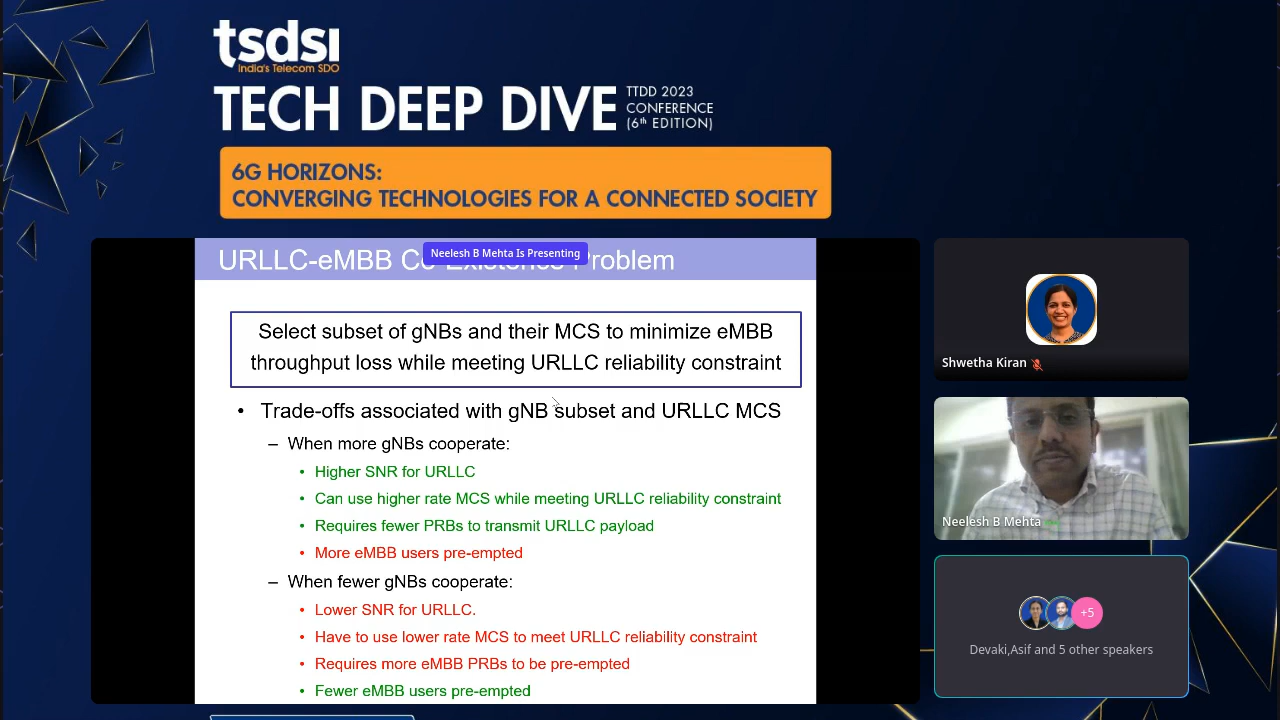 tsdsi
India's Telecom SDO
TECH DEEP DIVE
TTDD 2023
CONFERENCE
(6th EDITION)
6G HORIZONS:
CONVERGING TECHNOLOGIES FOR A CONNECTED SOCIETY
Neelesh B Mehta Is Presenting
URLLC-eMBB Co-Existence Problem
Select subset of gNBs and their MCS to minimize eMBB
throughput loss while meeting URLLC reliability constraint
• Trade-offs associated with gNB subset and URLLC MCS
– When more gNBs cooperate:
• Higher SNR for URLLC
• Can use higher rate MCS while meeting URLLC reliability constraint
• Requires fewer PRBs to transmit URLLC payload
• More eMBB users pre-empted
– When fewer gNBs cooperate:
• Lower SNR for URLLC.
• Have to use lower rate MCS to meet URLLC reliability constraint
• Requires more eMBB PRBs to be pre-empted
• Fewer eMBB users pre-empted
Shwetha Kiran
Neelesh B Mehta
+5
Devaki,Asif and 5 other speakers